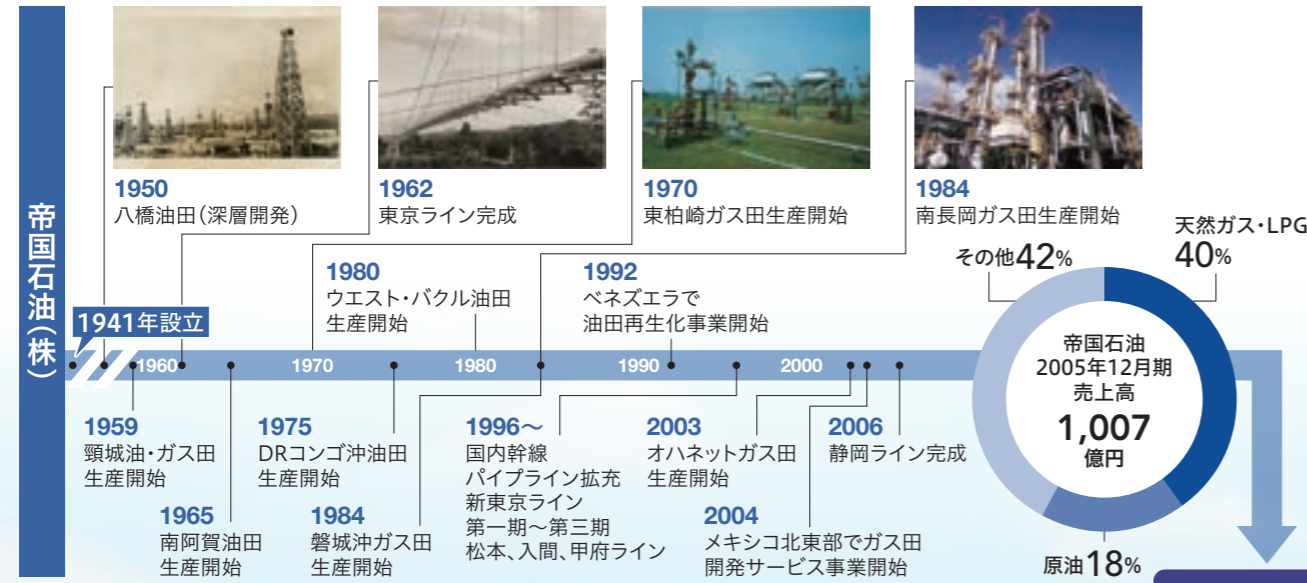 帝国石油(株)
1950
八橋油田(深層開発)
1962
東京ライン完成
1970
東柏崎ガス田生産開始
1984
南長岡ガス田生産開始
1980
ウエスト・バクル油田
生産開始
1992
ベネズエラで
油田再生化事業開始
1941年設立
1960
1970
1980
1990
2000
1959
頸城油・ガス田
生産開始
1965
南阿賀油田
生産開始
1975
DRコンゴ沖油田
生産開始
1984
磐城沖ガス田
生産開始
1996〜
国内幹線
パイプライン拡充
新東京ライン
第一期〜第三期
松本、入間、甲府ライン
2003
オハネットガス田
生産開始
2004
メキシコ北東部でガス田
開発サービス事業開始
2006
静岡ライン完成
その他42%
天然ガス・LPG
40%
帝国石油
2005年12月期
売上高
1,007
億円
原油18%